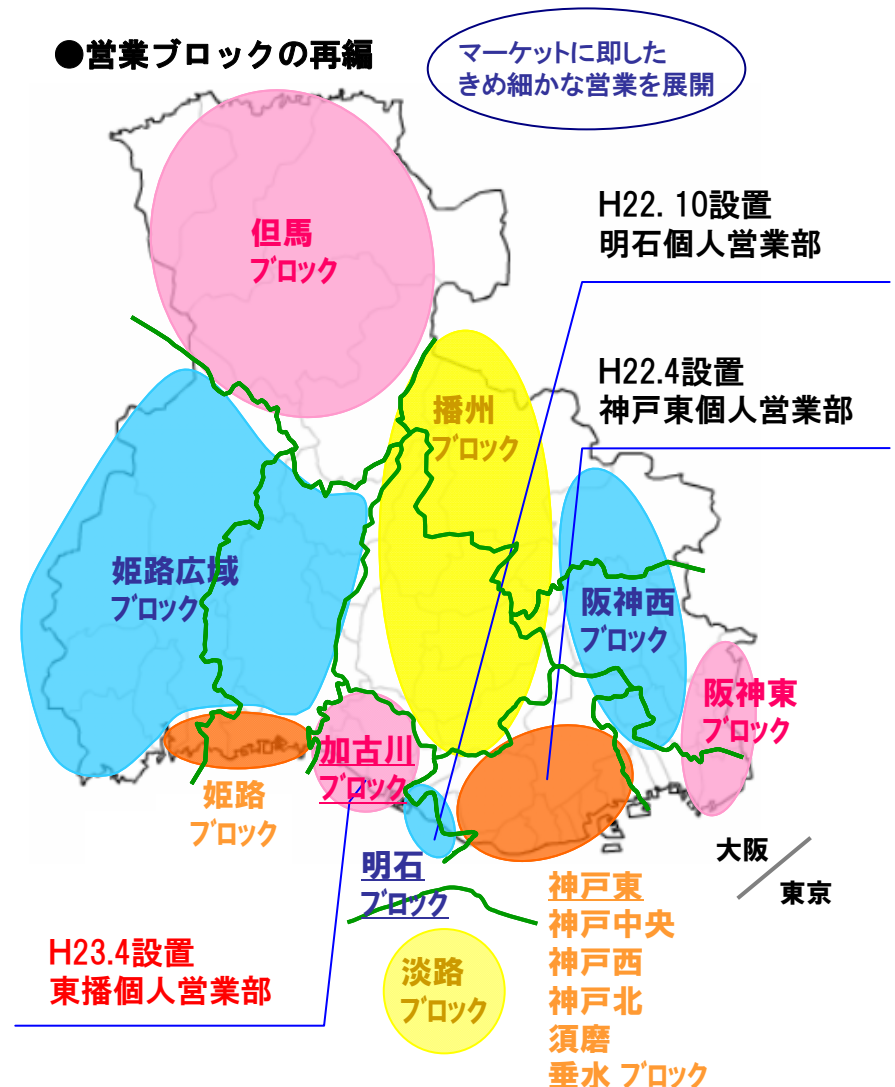 ●営業ブロックの再編
マーケットに即した
きめ細かな営業を展開
H22. 10設置
明石個人営業部
但馬
ブロック
H22.4設置
神戸東個人営業部
播州
ブロック
姫路広域
ブロック
阪神西
ブロック
阪神東
ブロック
加古川
ブロック
姫路
ブロック
大阪
東京
明石
ブロック
神戸東
神戸中央
神戸西
神戸北
須磨
垂水 ブロック
H23.4設置
東播個人営業部
淡路
ブロック